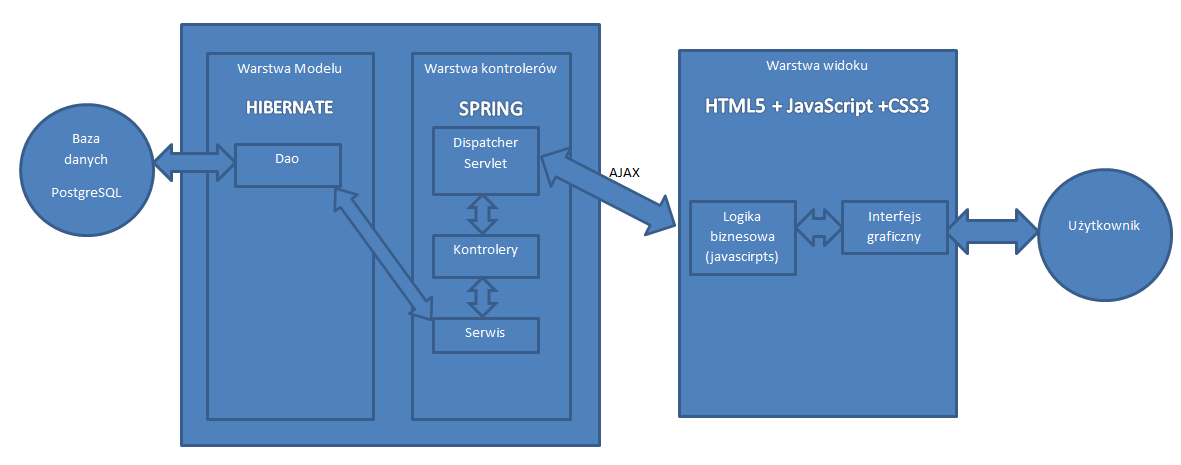 Baza
danych
PostgreSQL
Warstwa Modelu
HIBERNATE
Dao
Warstwa kontrolerów
SPRING
Dispatcher
Servlet
Kontrolery
Serwis
AJAX
Warstwa widoku
HTML5 + JavaScript +CSS3
Logika
biznesowa
(javascirpts)
Interfejs
graficzny
Użytkownik